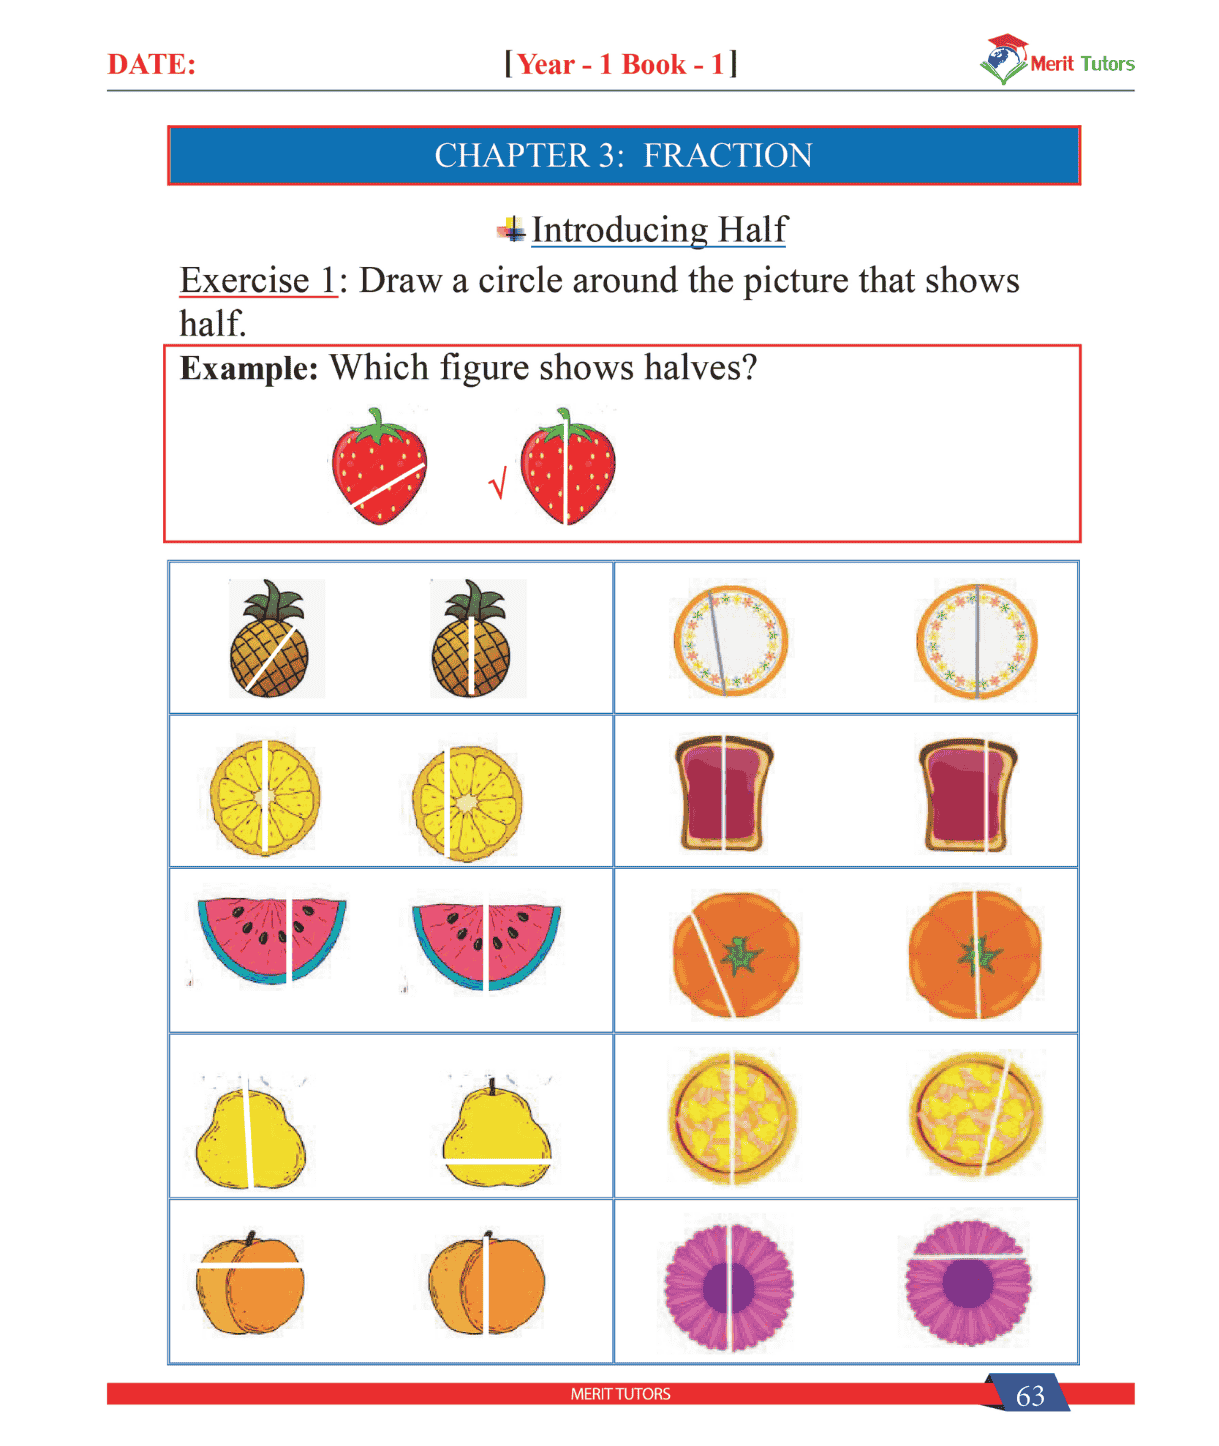 DATE:
[Year - 1 Book - 1]
Merit Tutors
CHAPTER 3: FRACTION
Introducing Half
Exercise 1: Draw a circle around the picture that shows
half.
Example: Which figure shows halves?
√
MERIT TUTORS
63